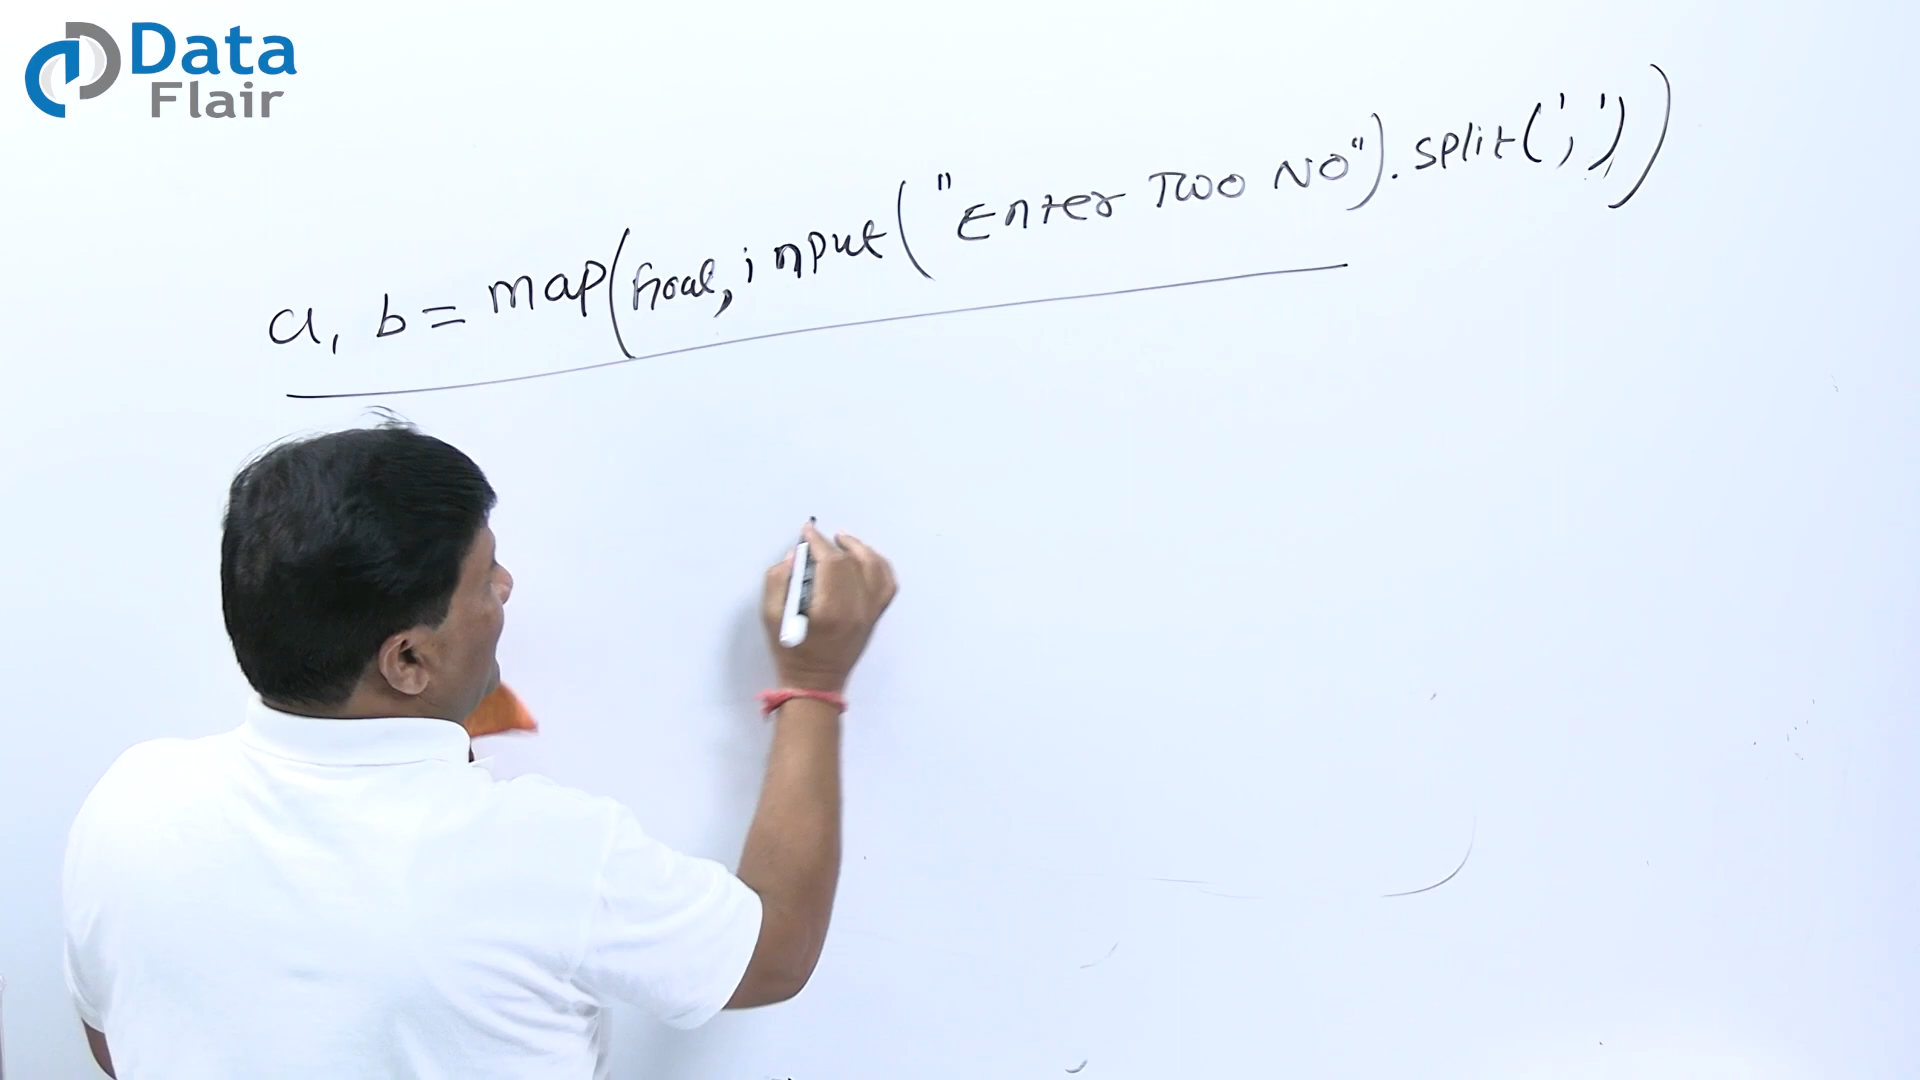 Data
Flair
a, b = map(float, input("Enter Two NO").split(','))